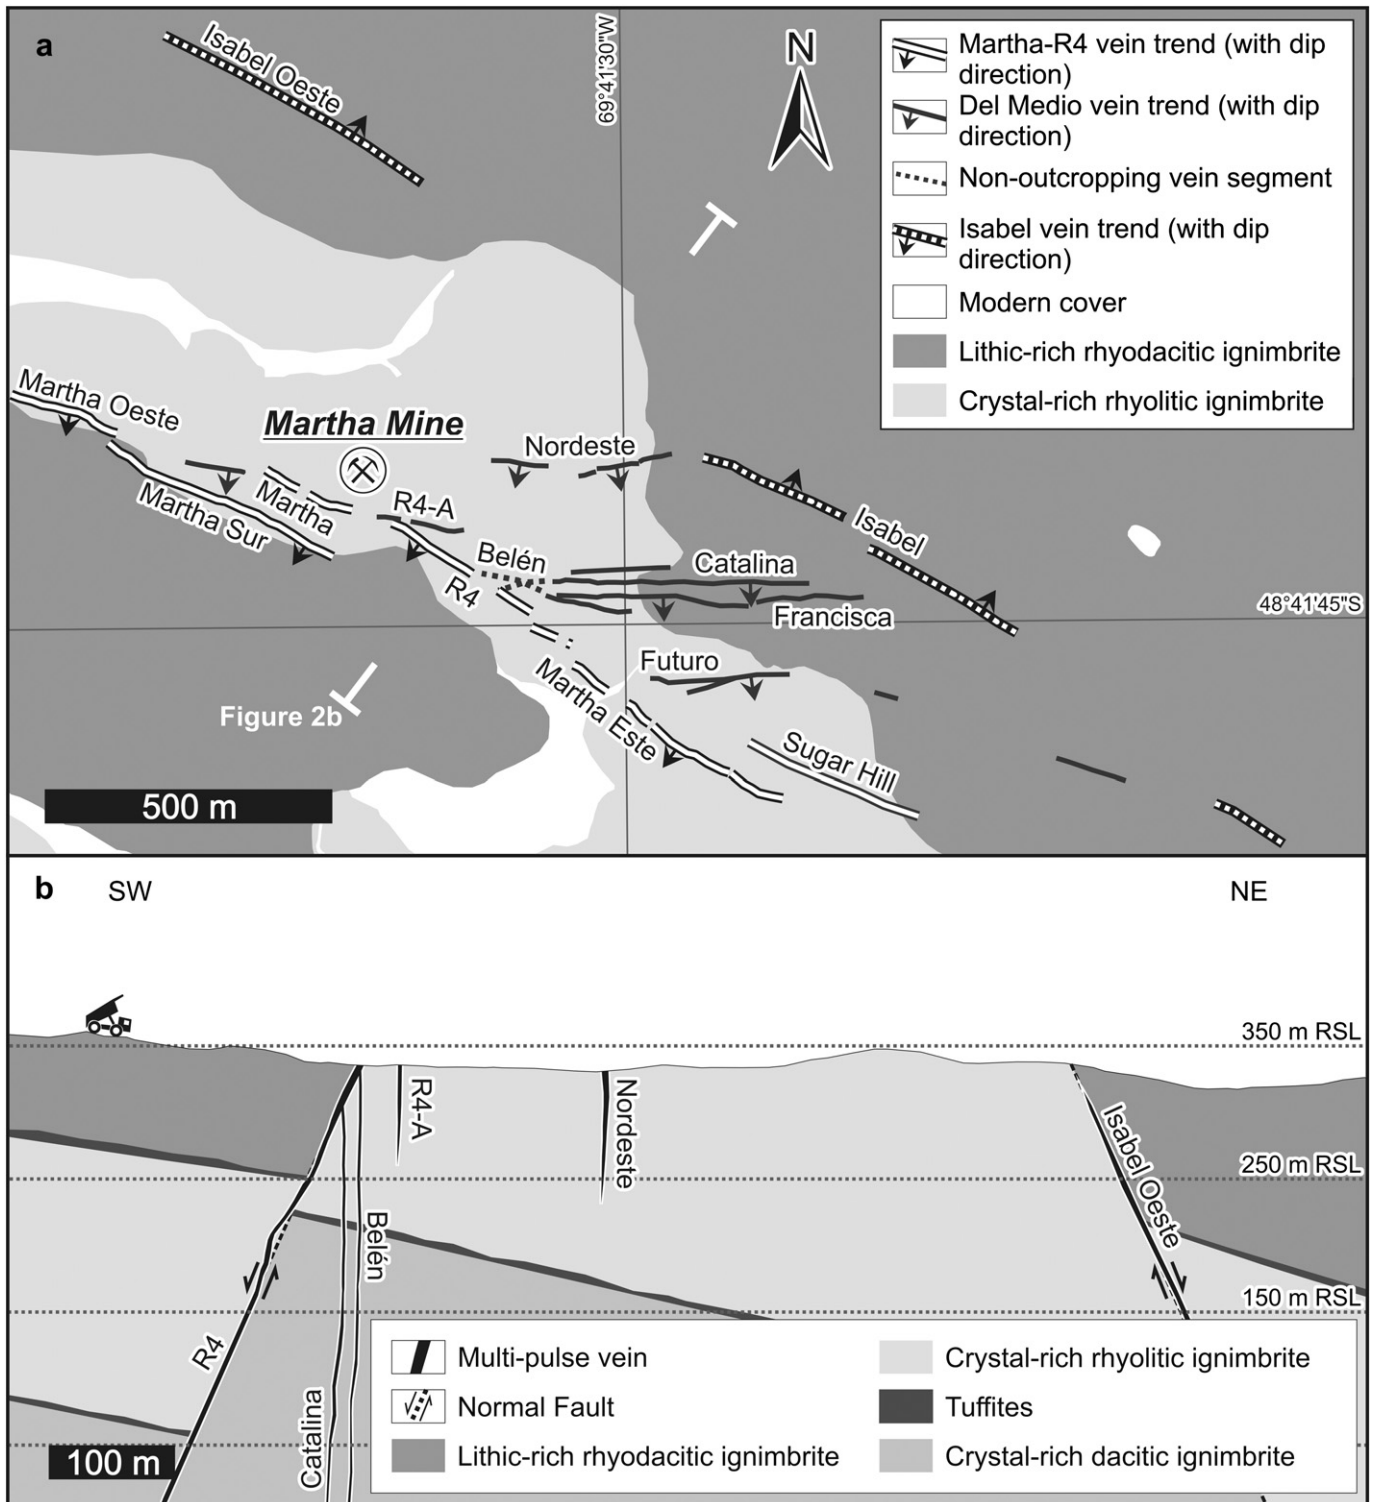 a
Isabel Oeste
69°41'30"W
N
Martha-R4 vein trend (with dip
direction)
Del Medio vein trend (with dip
direction)
Non-outcropping vein segment
Isabel vein trend (with dip
direction)
Modern cover
Lithic-rich rhyodacitic ignimbrite
Crystal-rich rhyolitic ignimbrite
Martha Oeste
Martha Mine
Nordeste
Martha
R4-A
Martha Sur
Isabel
Belén
Catalina
R4
48°41'45"S
Francisca
Futuro
Martha Este
Figure 2b
Sugar Hill
500 m
b
SW
NE
350 m RSL
R4-A
Nordeste
Isabel Oeste
250 m RSL
Belén
150 m RSL
R4
Catalina
Multi-pulse vein
Normal Fault
Lithic-rich rhyodacitic ignimbrite
Crystal-rich rhyolitic ignimbrite
Tuffites
Crystal-rich dacitic ignimbrite
100 m